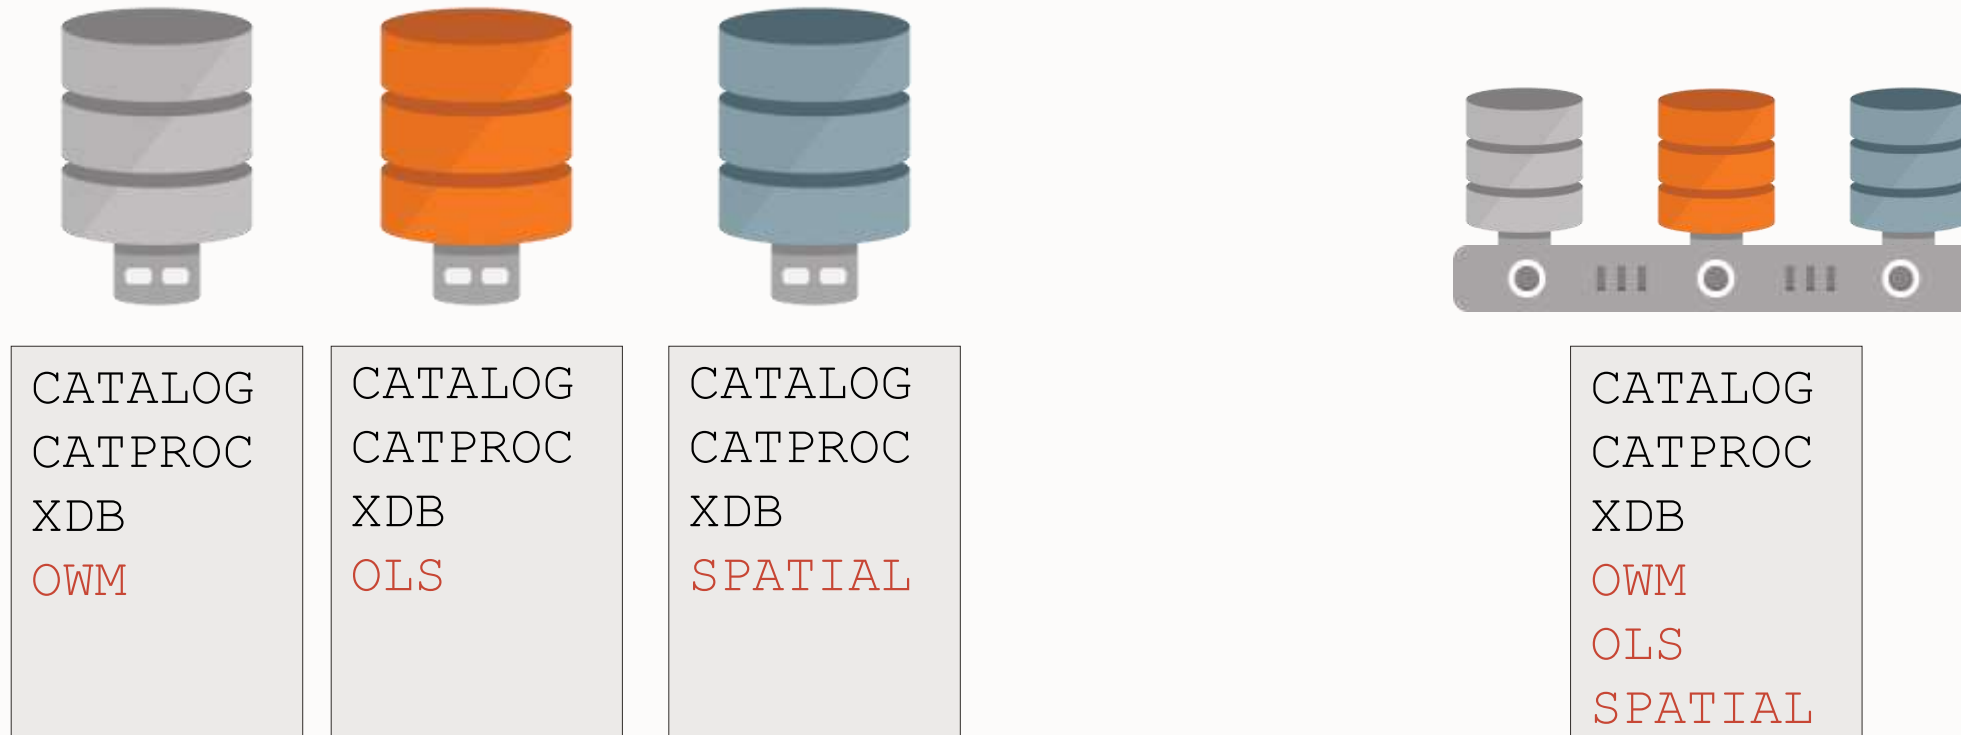 CATALOG
CATPROC
XDB
OWM
CATALOG
CATPROC
XDB
OLS
CATALOG
CATPROC
XDB
SPATIAL
CATALOG
CATPROC
XDB
OWM
OLS
SPATIAL